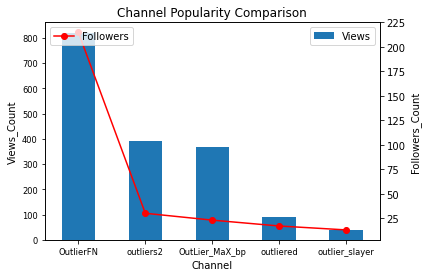 Channel Popularity Comparison
Followers
Views
Views_Count
800
700
600
500
400
300
200
100
0
225
200
175
150
125
100
75
50
25
Followers_Count
OutlierFN
outliers2
OutLier_MaX_bp
outliered
outlier_slayer
Channel